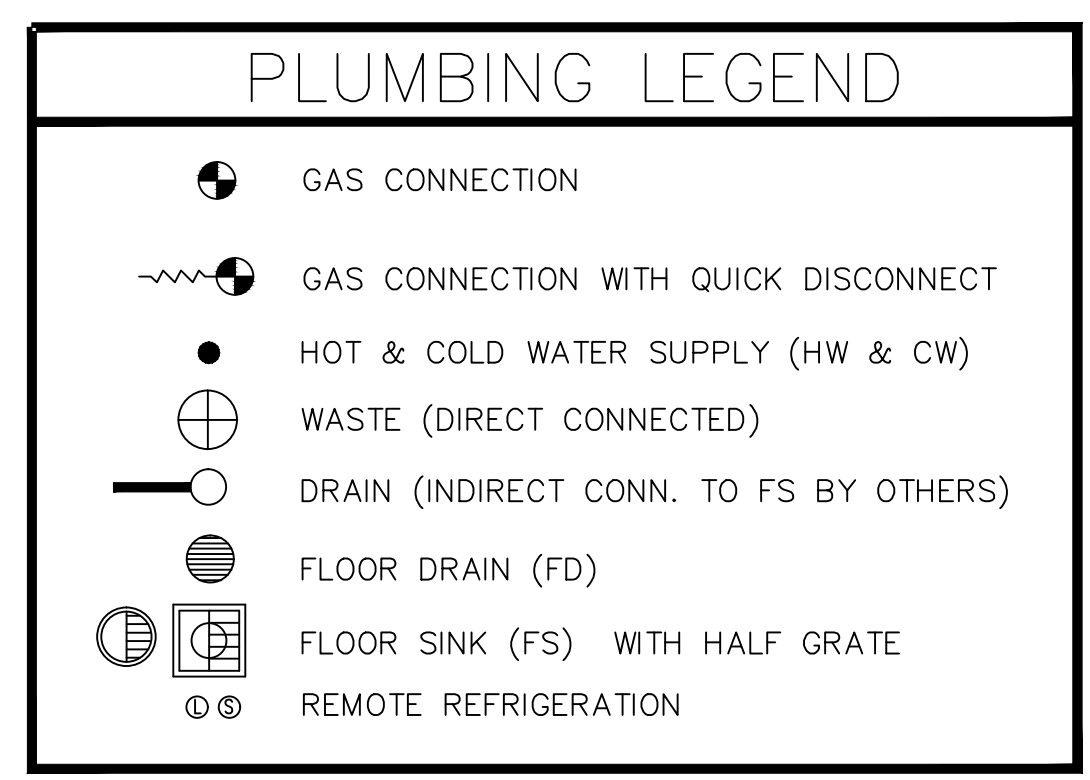 PLUMBING LEGEND
GAS CONNECTION
GAS CONNECTION WITH QUICK DISCONNECT
HOT & COLD WATER SUPPLY (HW & CW)
WASTE (DIRECT CONNECTED)
DRAIN (INDIRECT CONN. TO FS BY OTHERS)
FLOOR DRAIN (FD)
FLOOR SINK (FS) WITH HALF GRATE
L S REMOTE REFRIGERATION